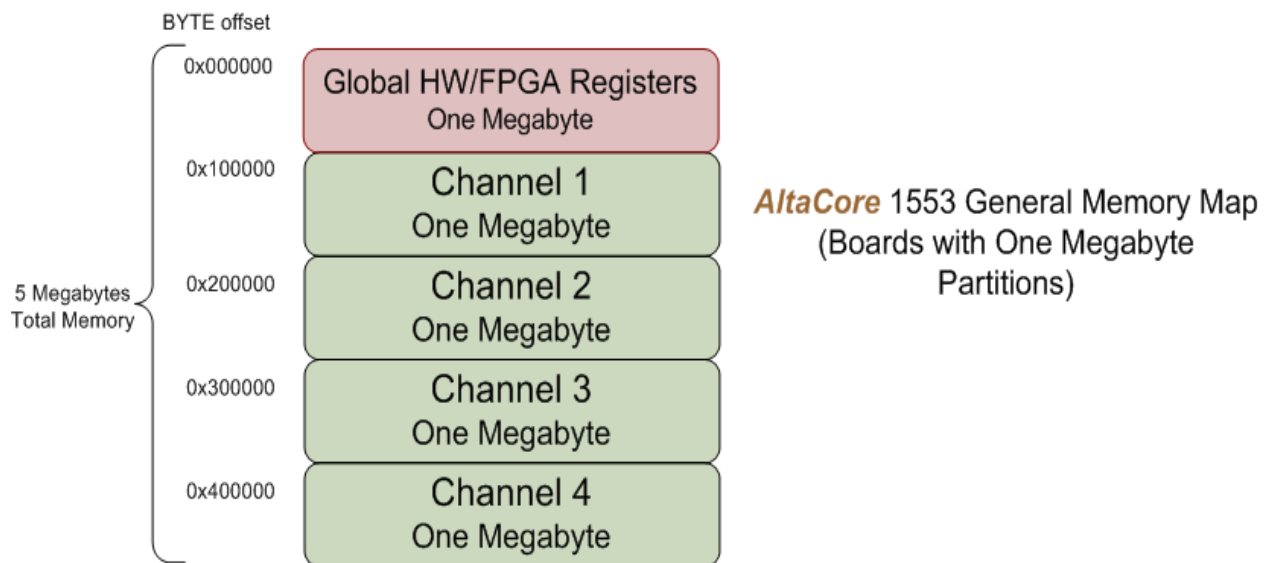 BYTE offset
0x000000
Global HW/FPGA Registers
One Megabyte
0x100000
Channel 1
One Megabyte
0x200000
Channel 2
One Megabyte
0x300000
Channel 3
One Megabyte
0x400000
Channel 4
One Megabyte
5 Megabytes
Total Memory
AltaCore 1553 General Memory Map
(Boards with One Megabyte
Partitions)